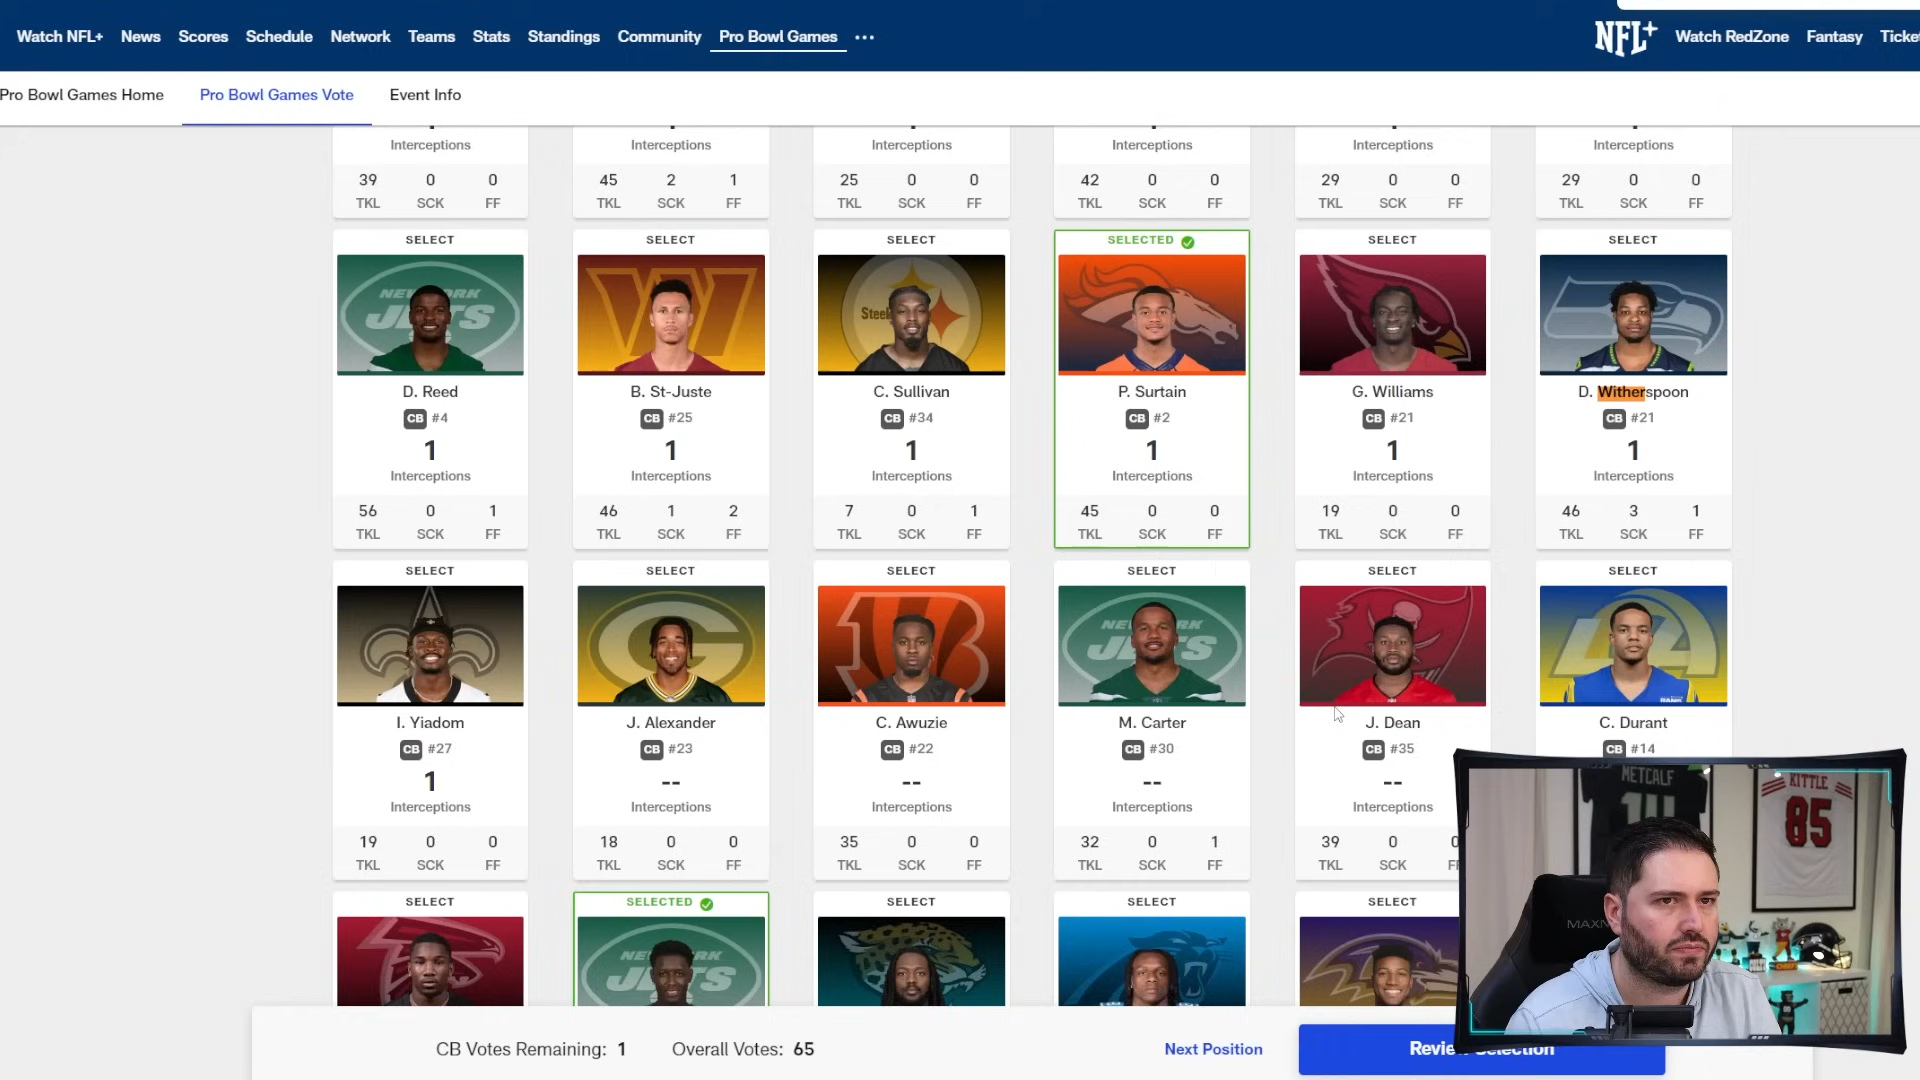 Watch NFL+ News Scores Schedule Network Teams Stats Standings Community Pro Bowl Games ••• NFL+ Watch RedZone Fantasy
Pro Bowl Games Home Pro Bowl Games Vote Event Info
Interceptions Interceptions Interceptions Interceptions Interceptions Interceptions
39 0 0 45 2 1 25 0 0 42 0 0 29 0 0 29 0 0
TKL SCK FF TKL SCK FF TKL SCK FF TKL SCK FF TKL SCK FF TKL SCK FF
SELECT SELECT SELECT SELECTED SELECT SELECT
NEW YORK
JETS
W
Steel
D. Reed B. St-Juste C. Sullivan P. Surtain G. Williams D. Witherspoon
CB #4 CB #25 CB #34 CB #2 CB #21 CB #21
1 1 1 1 1 1
Interceptions Interceptions Interceptions Interceptions Interceptions Interceptions
56 0 1 46 1 2 7 0 1 45 0 0 19 0 0 46 3 1
TKL SCK FF TKL SCK FF TKL SCK FF TKL SCK FF TKL SCK FF TKL SCK FF
SELECT SELECT SELECT SELECT SELECT SELECT
I. Yiadom J. Alexander C. Awuzie M. Carter J. Dean C. Durant
CB #27 CB #23 CB #22 CB #30 CB #35 CB #14
1 -- -- -- --
Interceptions Interceptions Interceptions Interceptions Interceptions
19 0 0 18 0 0 35 0 0 32 0 1 39 0 0
TKL SCK FF TKL SCK FF TKL SCK FF TKL SCK FF TKL SCK
SELECT SELECTED SELECT SELECT SELECT
METCALF
14
KITTLE
85
CB Votes Remaining: 1 Overall Votes: 65 Next Position Selection